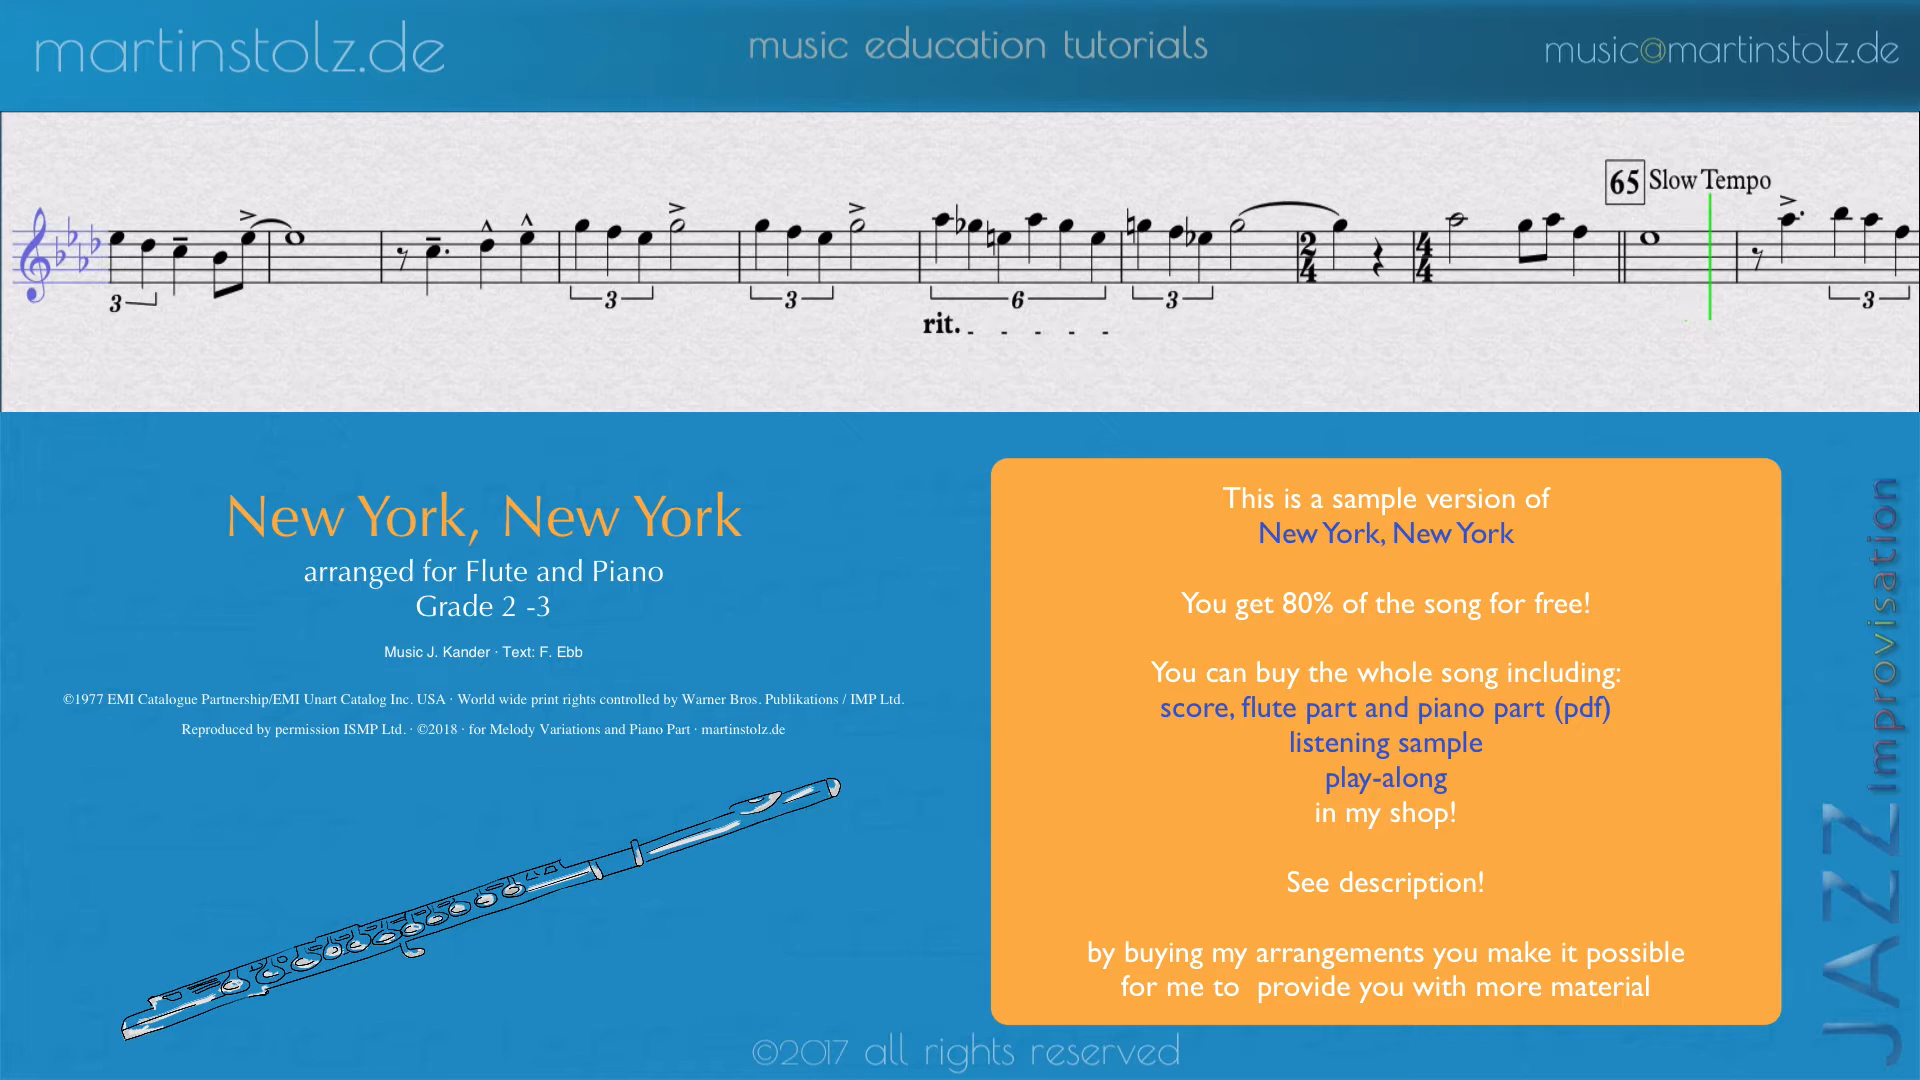 martinstolz.de
music education tutorials
music@martinstolz.de
65 Slow Tempo
3
3
3
6
3
2
4
4
4
3
rit.
New York, New York
arranged for Flute and Piano
Grade 2 -3
Music J. Kander · Text: F. Ebb
©1977 EMI Catalogue Partnership/EMI Unart Catalog Inc. USA · World wide print rights controlled by Warner Bros. Publikations / IMP Ltd.
Reproduced by permission ISMP Ltd. · ©2018 · for Melody Variations and Piano Part · martinstolz.de
This is a sample version of
New York, New York
You get 80% of the song for free!
You can buy the whole song including:
score, flute part and piano part (pdf)
listening sample
play-along
in my shop!
See description!
by buying my arrangements you make it possible
for me to provide you with more material
JAZZ improvisation
©2017 all rights reserved